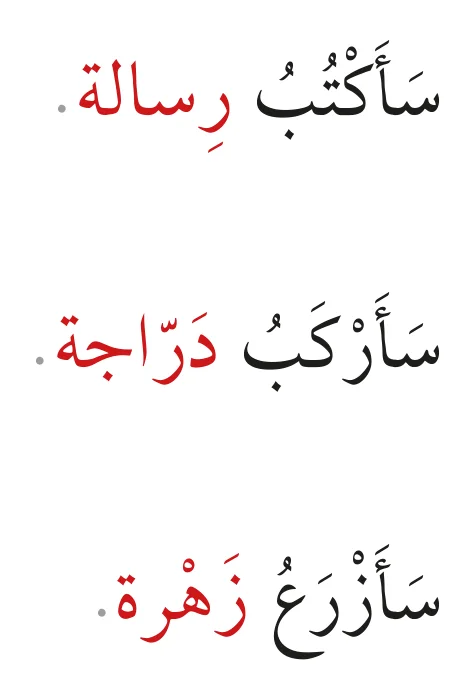 سَأَكْتُبُ رِسالة.
سَأَرْكَبُ دَرّاجة.
سَأَزْرَعُ زَهْرة.